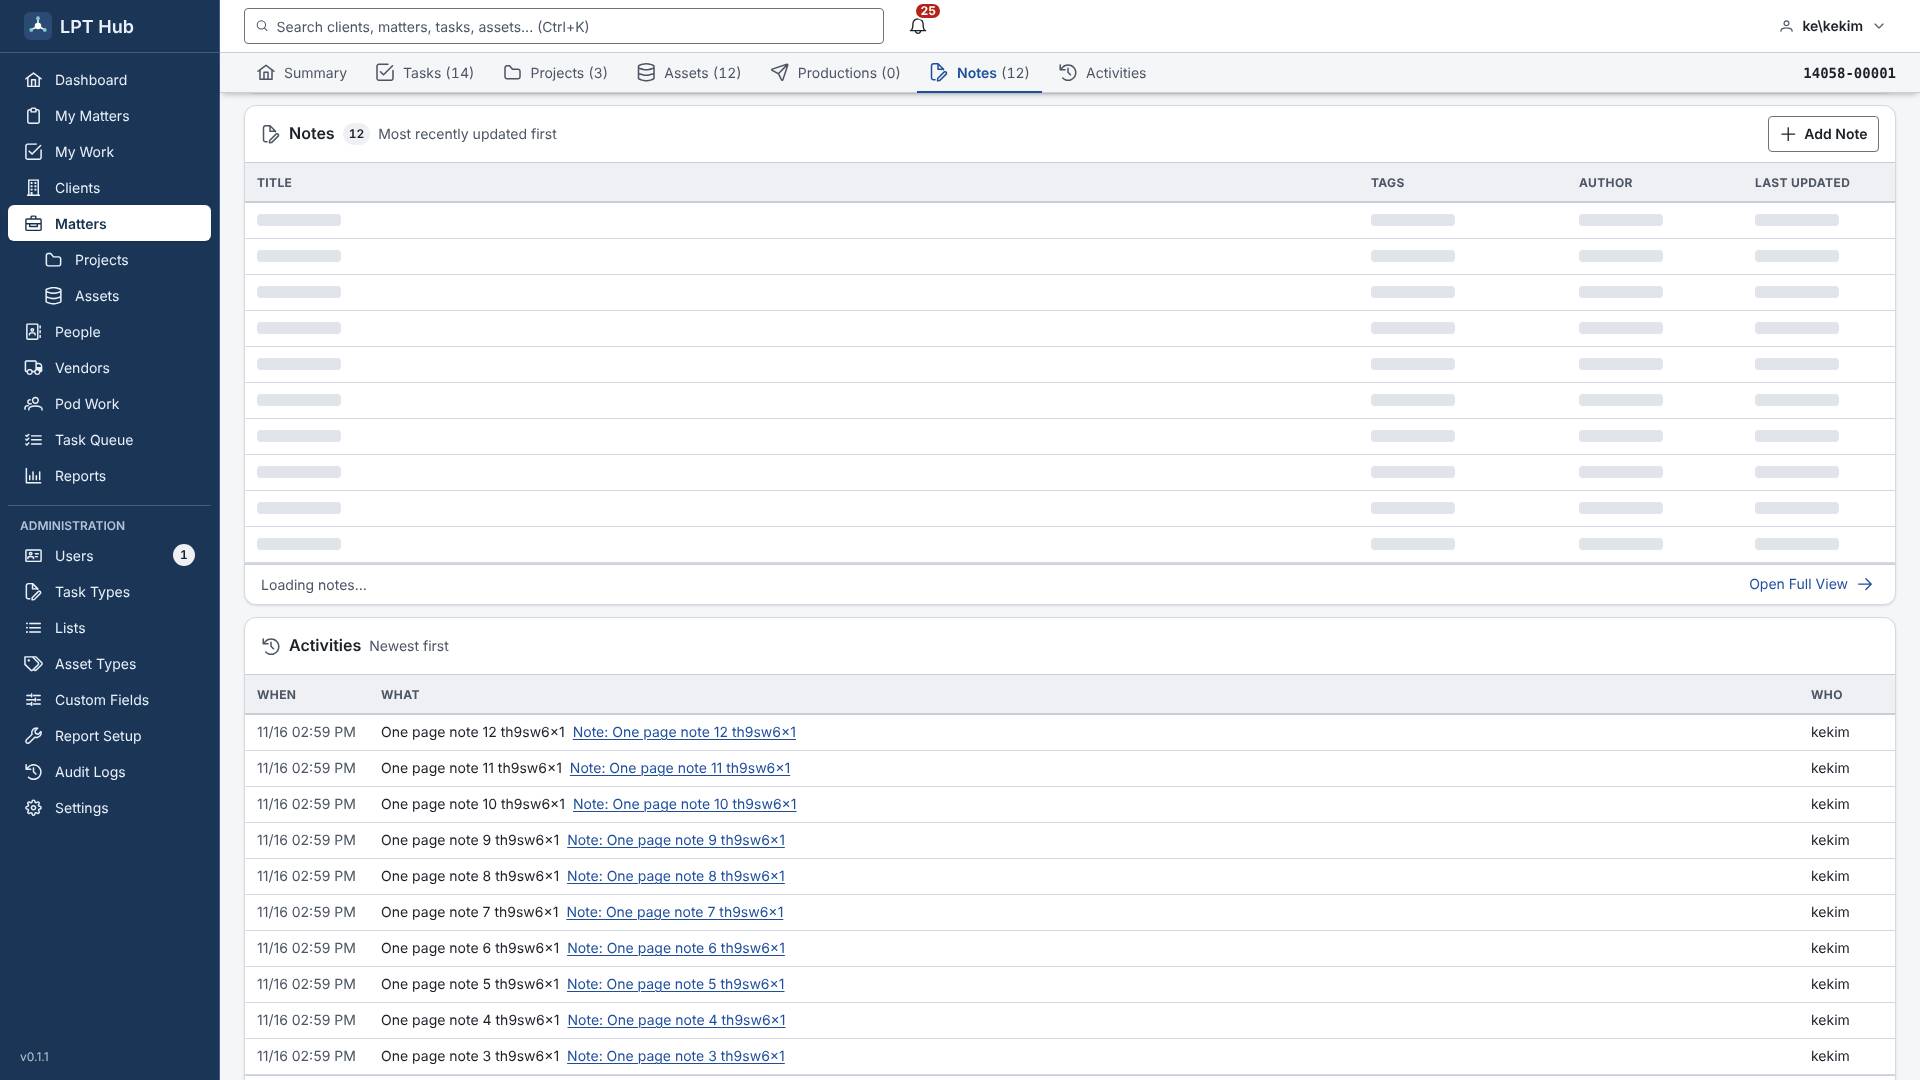 LPT Hub
Search clients, matters, tasks, assets... (Ctrl+K)
25
ke\kekim
Dashboard
My Matters
My Work
Clients
Matters
Projects
Assets
People
Vendors
Pod Work
Task Queue
Reports
ADMINISTRATION
Users 1
Task Types
Lists
Asset Types
Custom Fields
Report Setup
Audit Logs
Settings
v0.1.1
Summary Tasks (14) Projects (3) Assets (12) Productions (0) Notes (12) Activities 14058-00001
Notes 12 Most recently updated first Add Note
TITLE TAGS AUTHOR LAST UPDATED
Loading notes... Open Full View
Activities Newest first
WHEN WHAT WHO
11/16 02:59 PM One page note 12 th9sw6×1 Note: One page note 12 th9sw6×1 kekim
11/16 02:59 PM One page note 11 th9sw6×1 Note: One page note 11 th9sw6×1 kekim
11/16 02:59 PM One page note 10 th9sw6×1 Note: One page note 10 th9sw6×1 kekim
11/16 02:59 PM One page note 9 th9sw6×1 Note: One page note 9 th9sw6×1 kekim
11/16 02:59 PM One page note 8 th9sw6×1 Note: One page note 8 th9sw6×1 kekim
11/16 02:59 PM One page note 7 th9sw6×1 Note: One page note 7 th9sw6×1 kekim
11/16 02:59 PM One page note 6 th9sw6×1 Note: One page note 6 th9sw6×1 kekim
11/16 02:59 PM One page note 5 th9sw6×1 Note: One page note 5 th9sw6×1 kekim
11/16 02:59 PM One page note 4 th9sw6×1 Note: One page note 4 th9sw6×1 kekim
11/16 02:59 PM One page note 3 th9sw6×1 Note: One page note 3 th9sw6×1 kekim